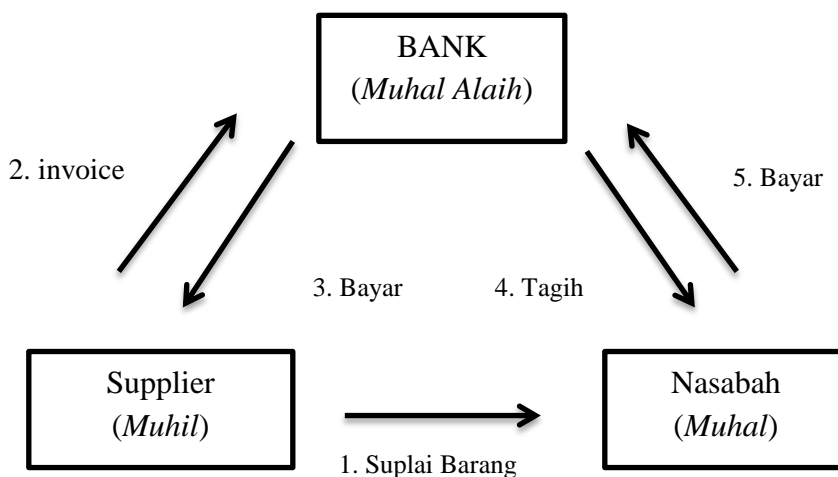 BANK
(Muhal Alaih)
2. invoice
5. Bayar
3. Bayar
4. Tagih
Supplier
(Muhil)
Nasabah
(Muhal)
1. Suplai Barang